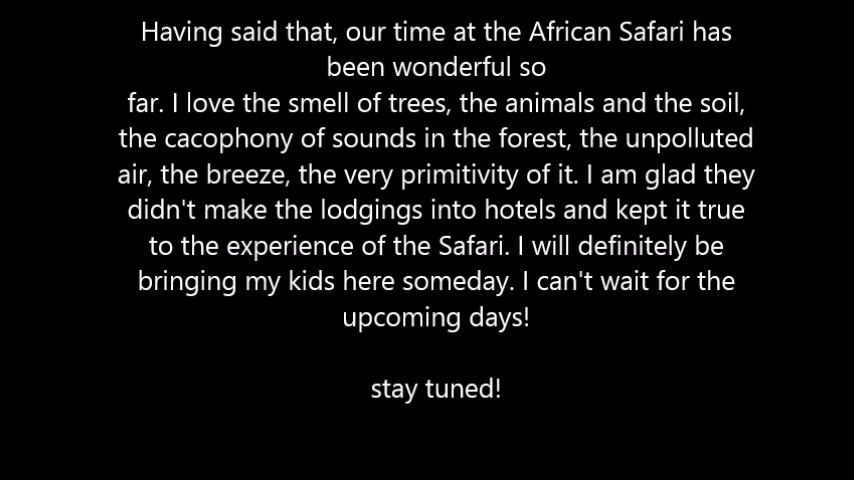 Having said that, our time at the African Safari has
been wonderful so
far. I love the smell of trees, the animals and the soil,
the cacophony of sounds in the forest, the unpolluted
air, the breeze, the very primitivity of it. I am glad they
didn't make the lodgings into hotels and kept it true
to the experience of the Safari. I will definitely be
bringing my kids here someday. I can't wait for the
upcoming days!
stay tuned!